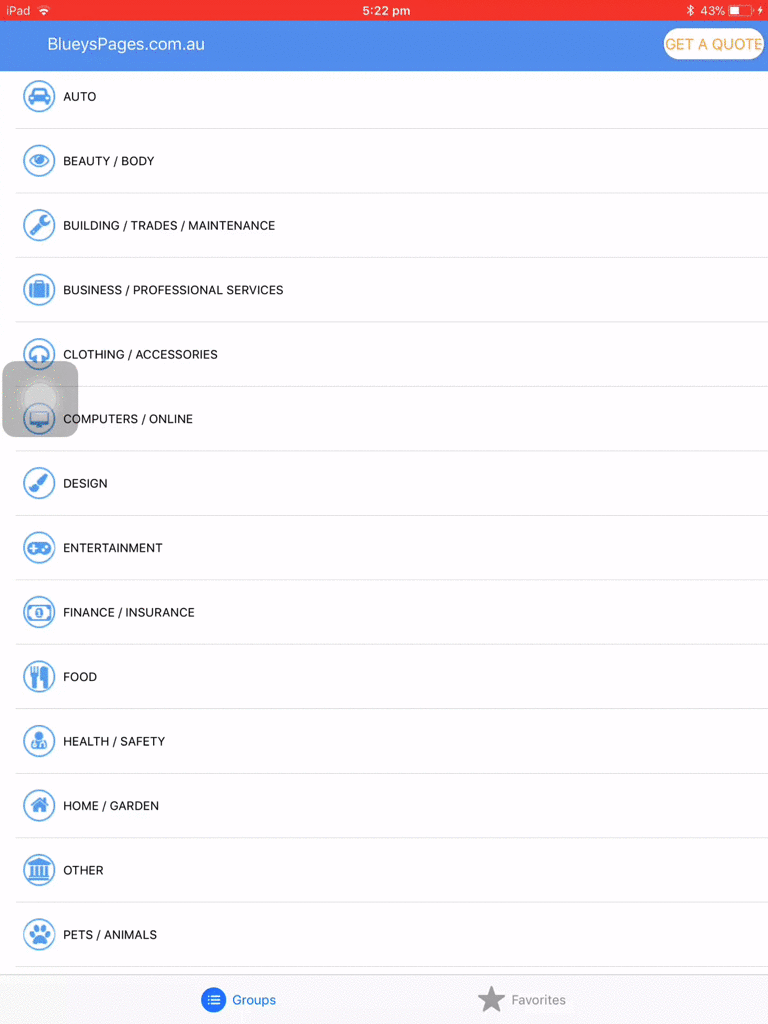 iPad 5:22 pm 43%
BlueysPages.com.au GET A QUOTE
AUTO
BEAUTY / BODY
BUILDING / TRADES / MAINTENANCE
BUSINESS / PROFESSIONAL SERVICES
CLOTHING / ACCESSORIES
COMPUTERS / ONLINE
DESIGN
ENTERTAINMENT
FINANCE / INSURANCE
FOOD
HEALTH / SAFETY
HOME / GARDEN
OTHER
PETS / ANIMALS
Groups Favorites